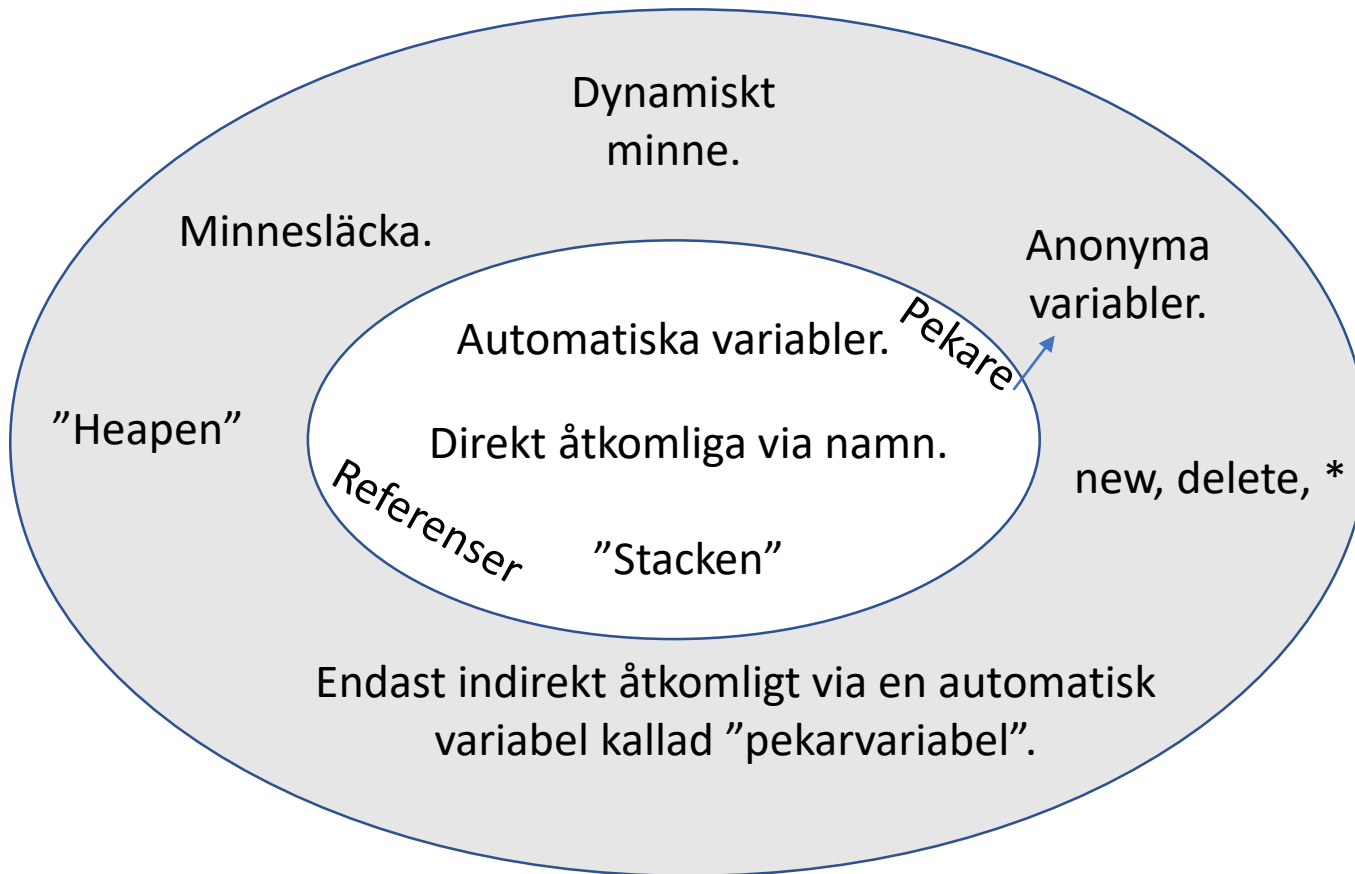 Dynamiskt
minne.
Minnesläcka.
Anonyma
variabler.
Automatiska variabler.
Pekare
”Heapen”
Direkt åtkomliga via namn.
new, delete, *
Referenser
”Stacken”
Endast indirekt åtkomligt via en automatisk
variabel kallad ”pekarvariabel”.